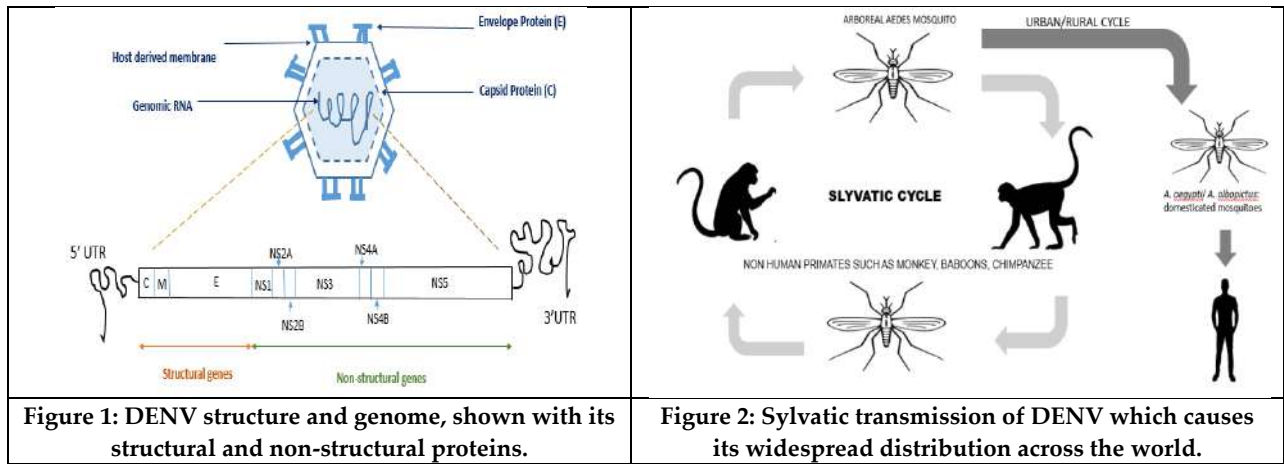 Envelope Protein (E)
Host derived membrane
Genomic RNA
Capsid Protein (C)
5' UTR
NS2A
NS4A
C M E NS1 NS3 NS5
NS2B
NS4B
3'UTR
Structural genes
Non-structural genes
Figure 1: DENV structure and genome, shown with its
structural and non-structural proteins.
ARBOREAL AEDES MOSQUITO
URBAN/RURAL CYCLE
SLYVATIC CYCLE
A. aegyptii A. albopictus:
domesticated mosquitoes
NON HUMAN PRIMATES SUCH AS MONKEY, BABOONS, CHIMPANZEE
Figure 2: Sylvatic transmission of DENV which causes
its widespread distribution across the world.